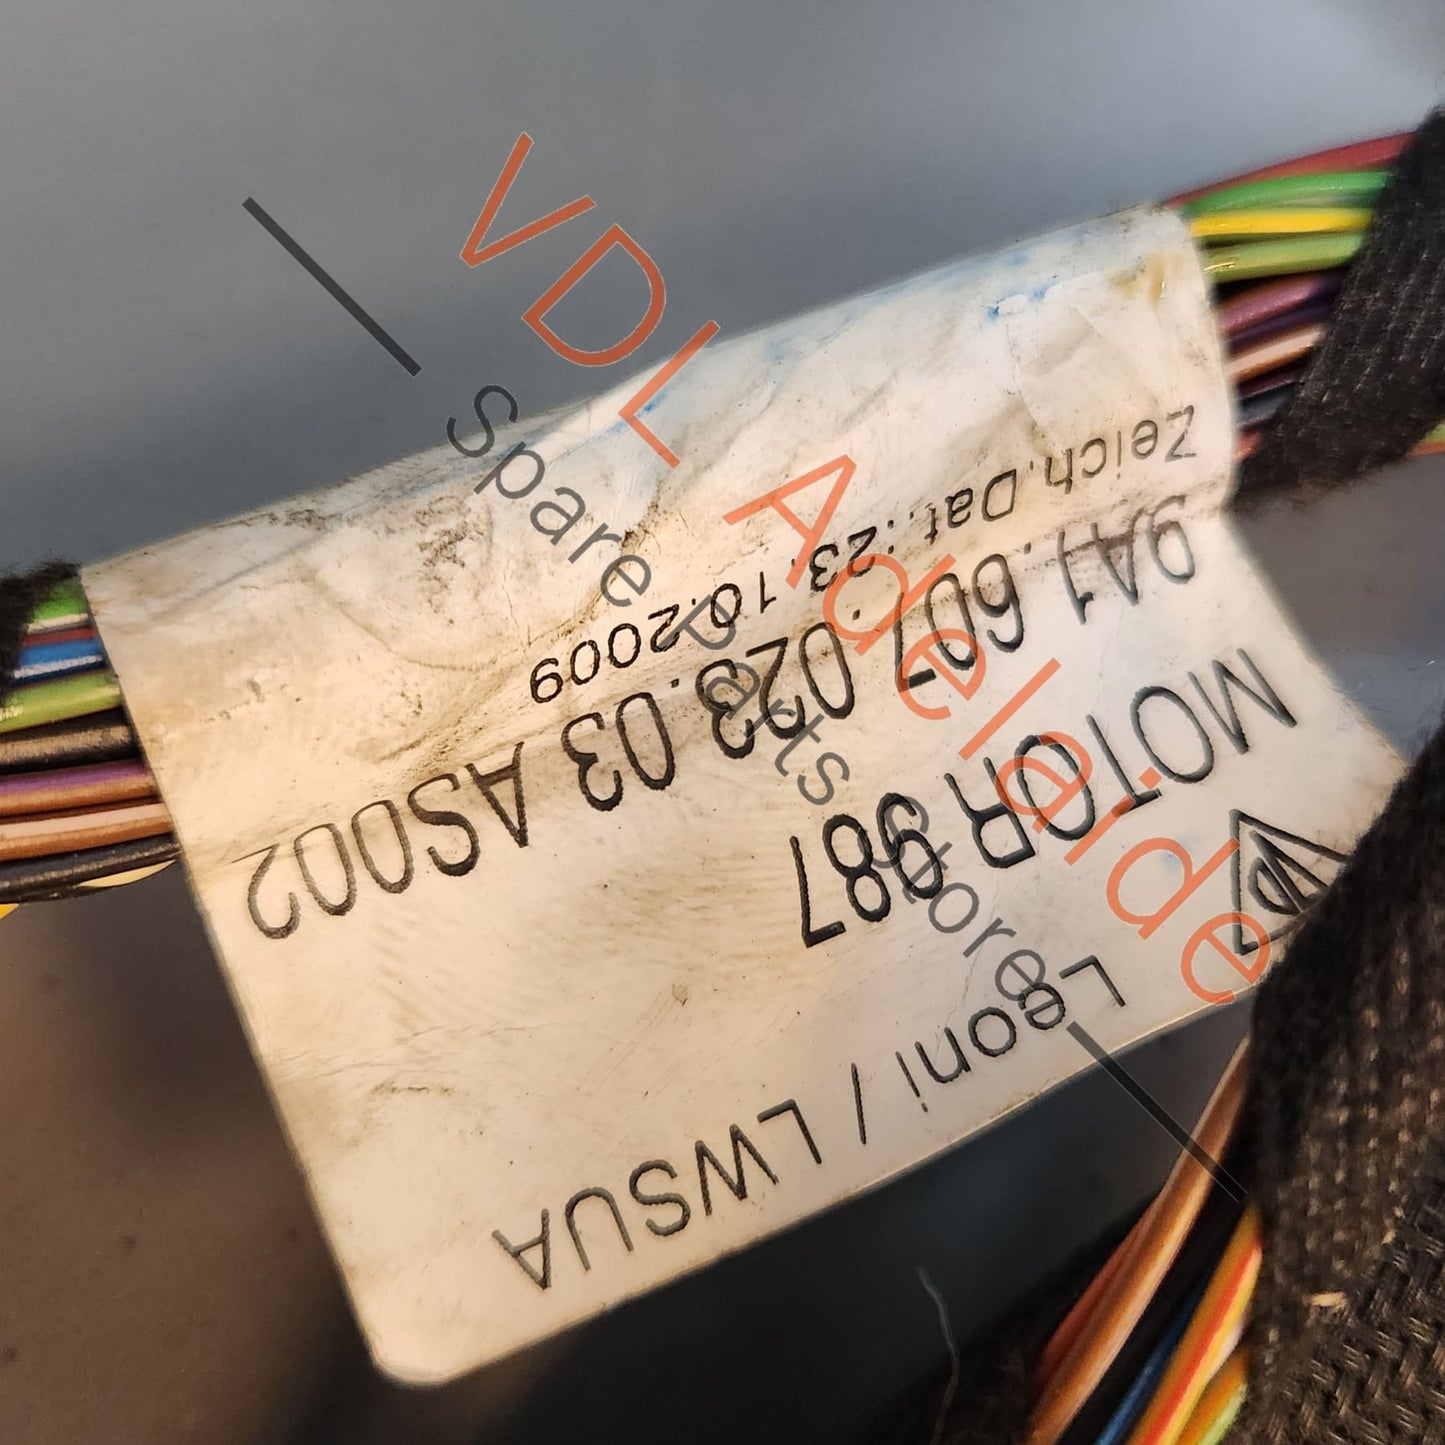 Leoni / LWSUA
MOTOR 987
9A1.607.023.03 AS002
Zeich.Dat.:23.10.2009
VDL Adelaide
Spare Parts Store